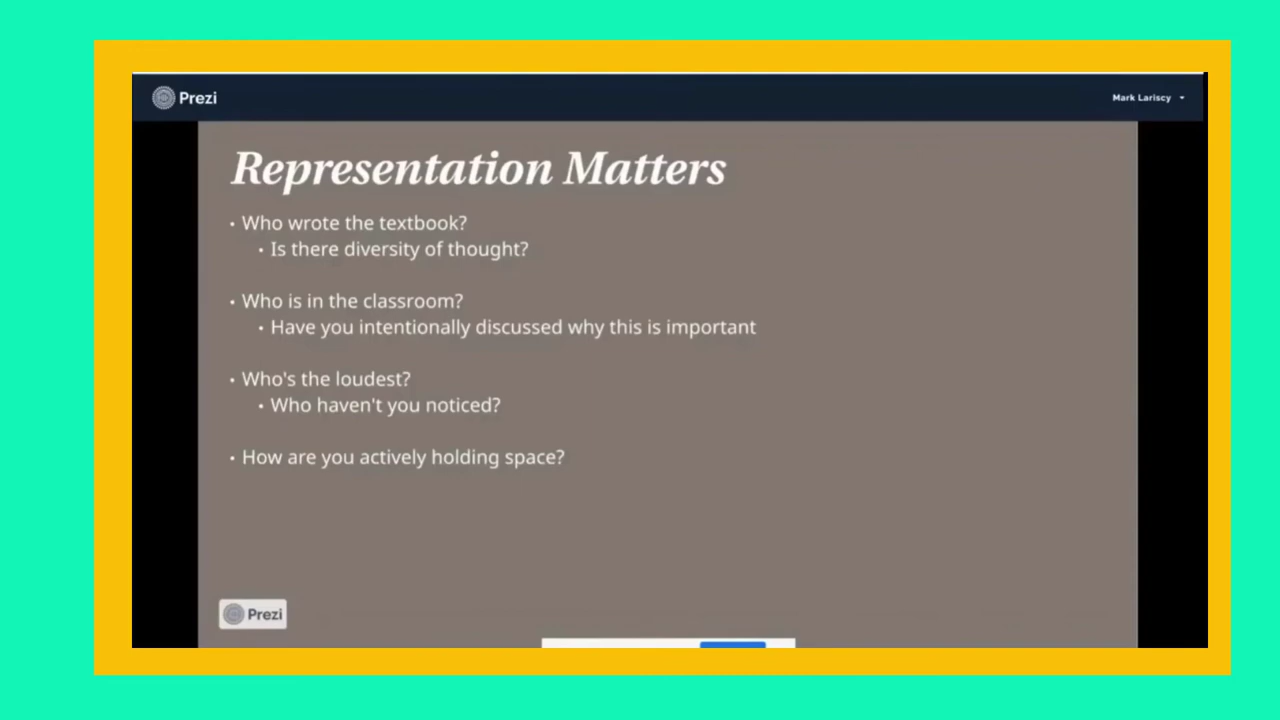 Prezi
Mark Lariscy
Representation Matters
• Who wrote the textbook?
• Is there diversity of thought?
• Who is in the classroom?
• Have you intentionally discussed why this is important
• Who's the loudest?
• Who haven't you noticed?
• How are you actively holding space?
Prezi